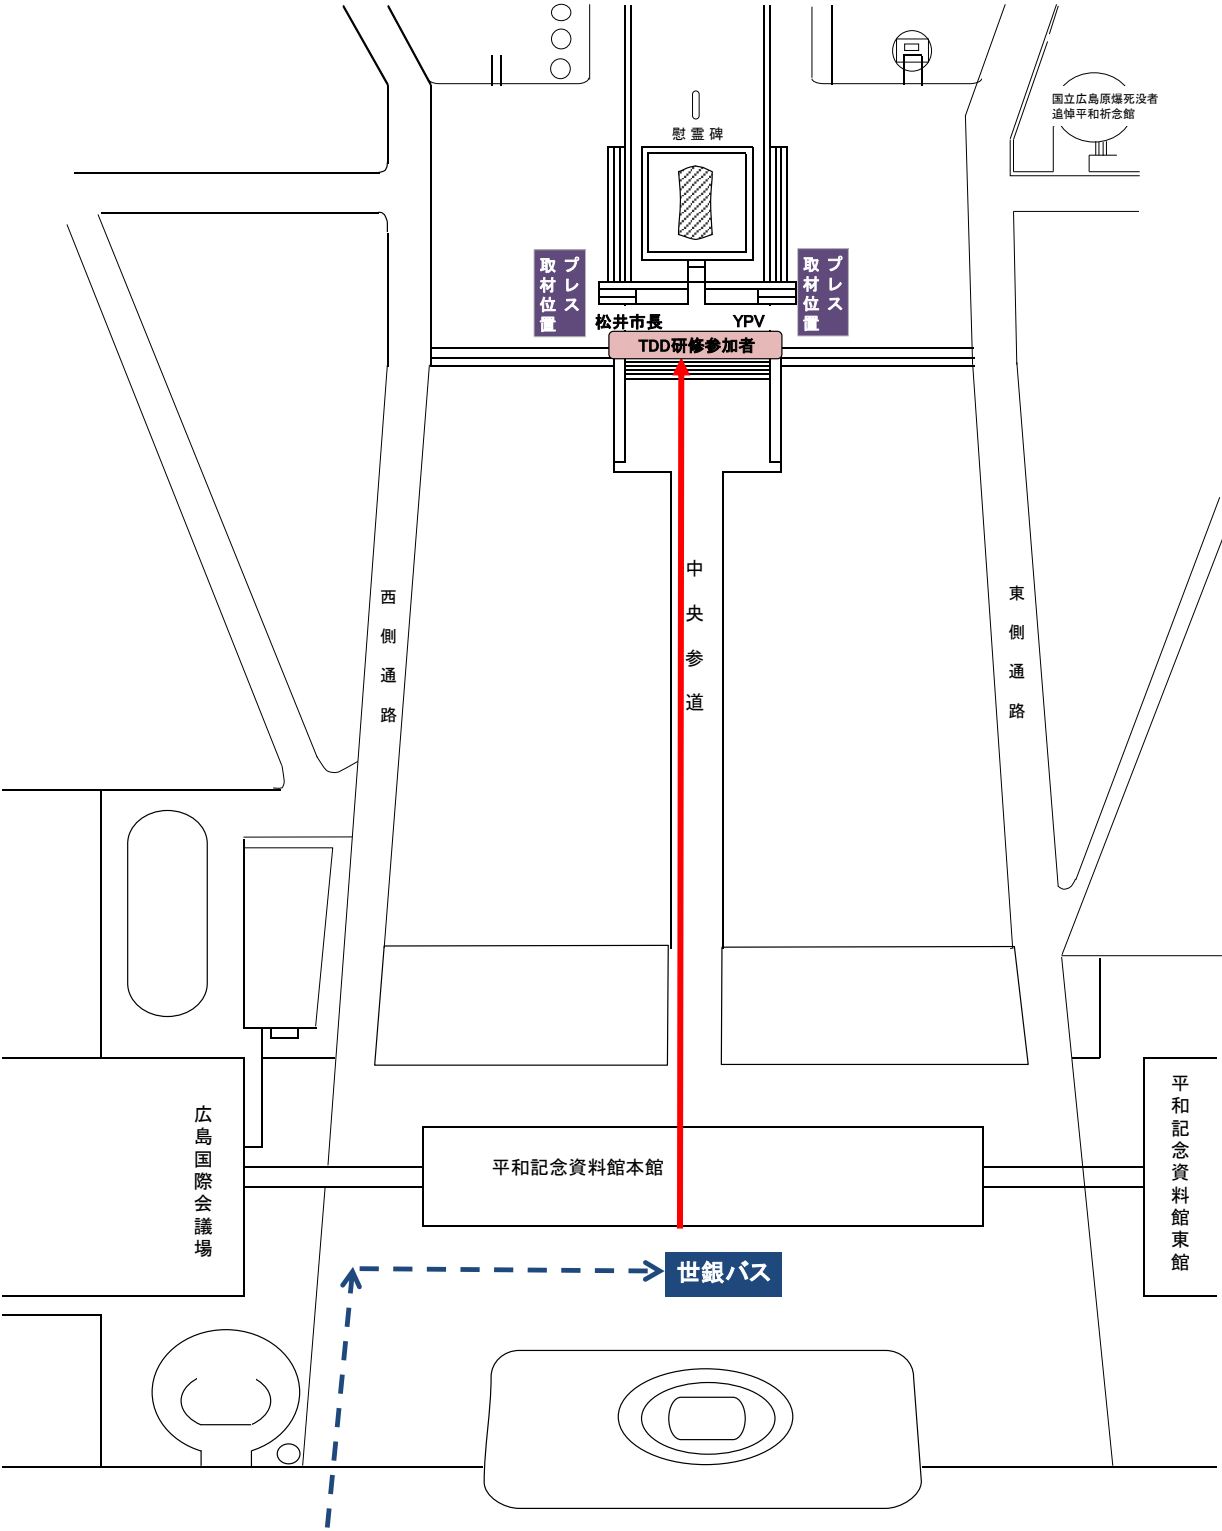 国立広島原爆死没者
追悼平和祈念館
慰霊碑
プレス
取材位置
プレス
取材位置
松井市長
YPV
TDD研修参加者
中央参道
西側通路
東側通路
広島国際会議場
平和記念資料館本館
平和記念資料館東館
世銀バス